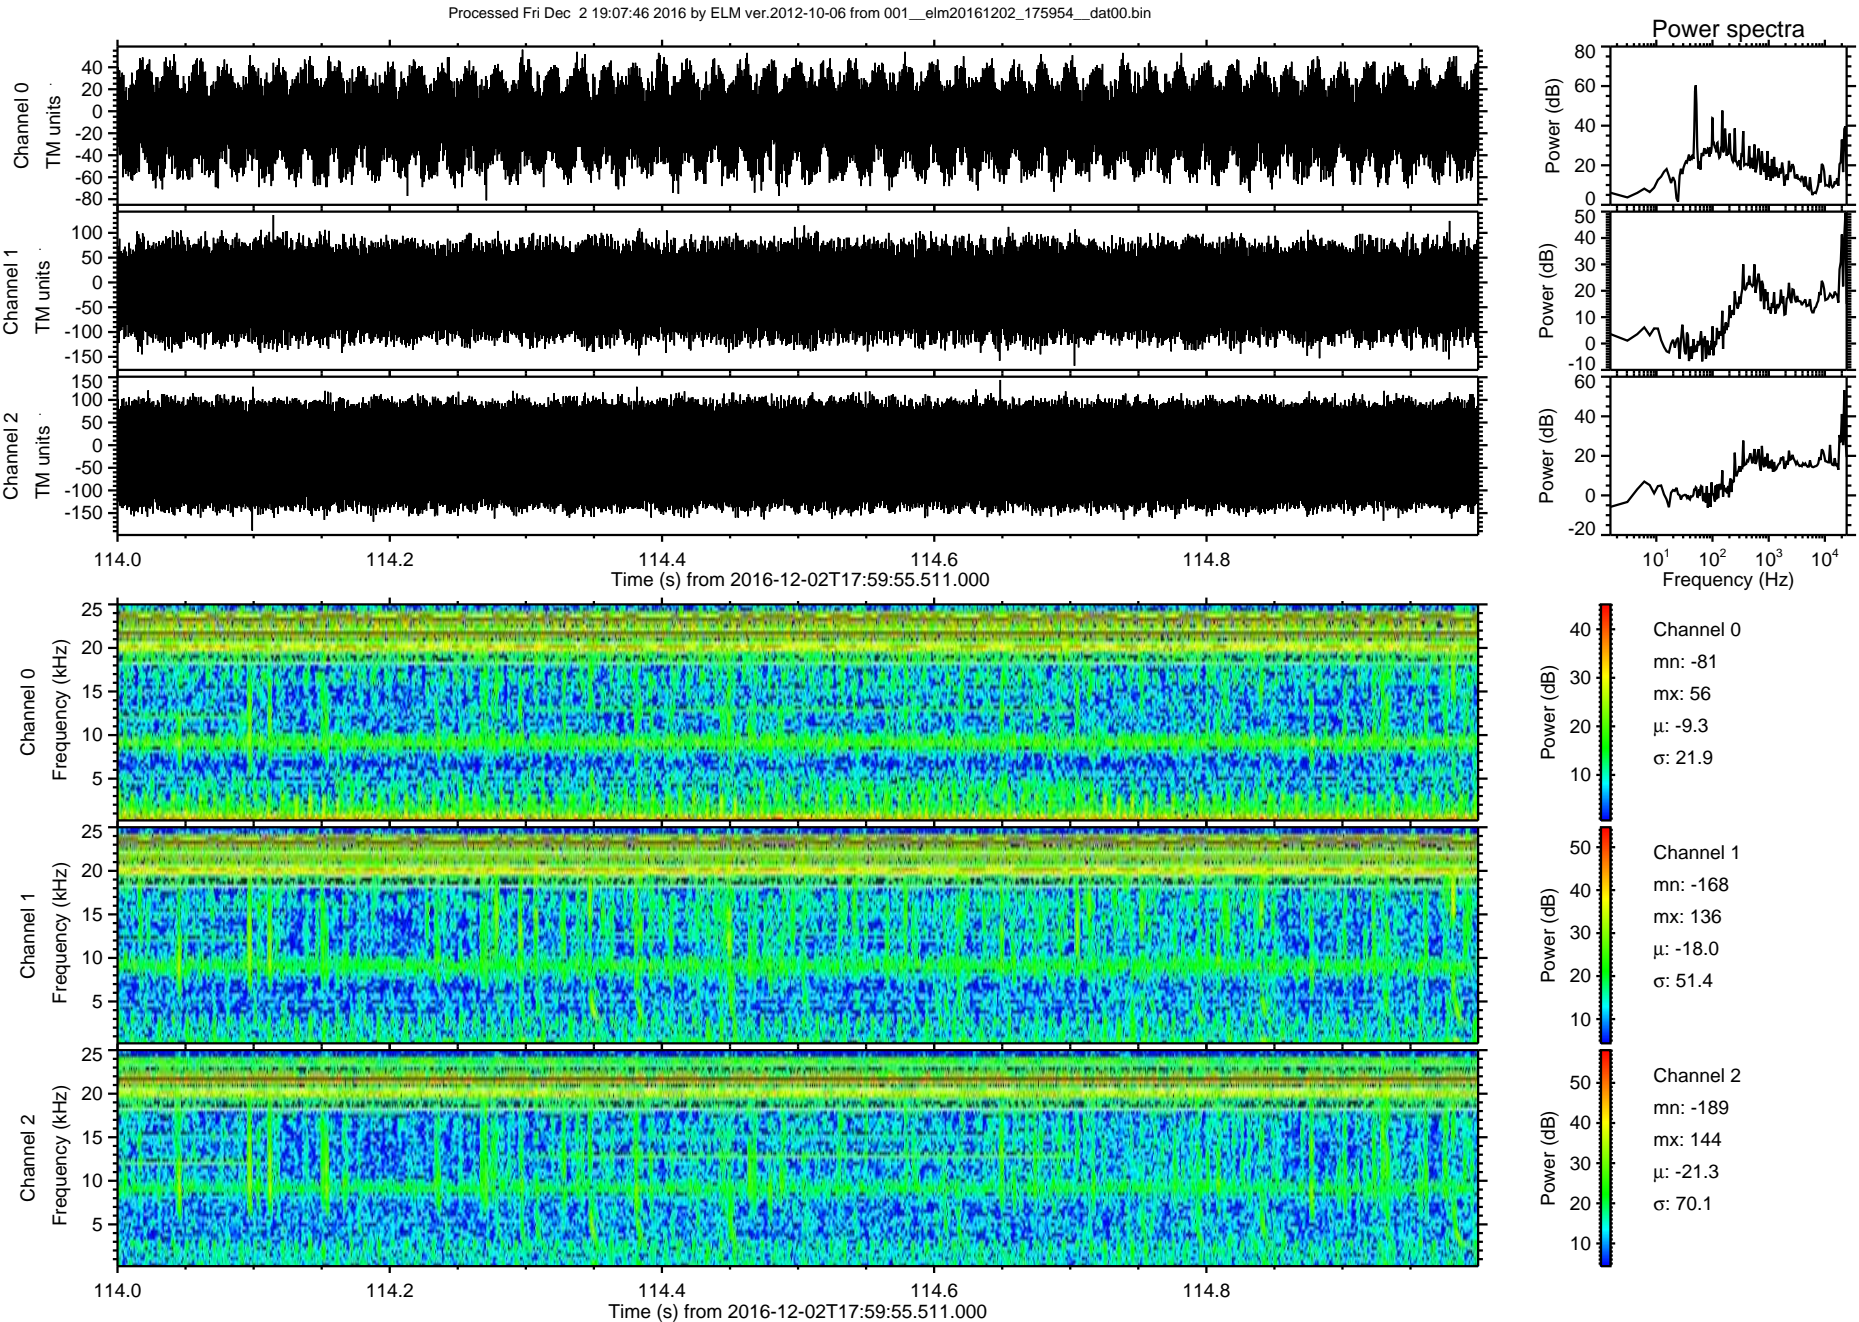 Processed Fri Dec  2 19:07:46 2016 by ELM ver.2012-10-06 from 001__elm20161202_175954__dat00.bin
Power spectra
Channel 0
TM units
40
20
0
-20
-40
-60
-80
Power (dB)
80
60
40
20
0
Channel 1
TM units
100
50
0
-50
-100
-150
Power (dB)
50
40
30
20
10
0
-10
Channel 2
TM units
150
100
50
0
-50
-100
-150
Power (dB)
60
40
20
0
-20
114.0 114.2 114.4 114.6 114.8
Time (s) from 2016-12-02T17:59:55.511.000
10^1 10^2 10^3 10^4
Frequency (Hz)
Channel 0
Frequency (kHz)
25
20
15
10
5
Power (dB)
40
30
20
10
Channel 0
mn: -81
mx: 56
μ: -9.3
σ: 21.9
Channel 1
Frequency (kHz)
25
20
15
10
5
Power (dB)
50
40
30
20
10
Channel 1
mn: -168
mx: 136
μ: -18.0
σ: 51.4
Channel 2
Frequency (kHz)
25
20
15
10
5
Power (dB)
50
40
30
20
10
Channel 2
mn: -189
mx: 144
μ: -21.3
σ: 70.1
114.0 114.2 114.4 114.6 114.8
Time (s) from 2016-12-02T17:59:55.511.000